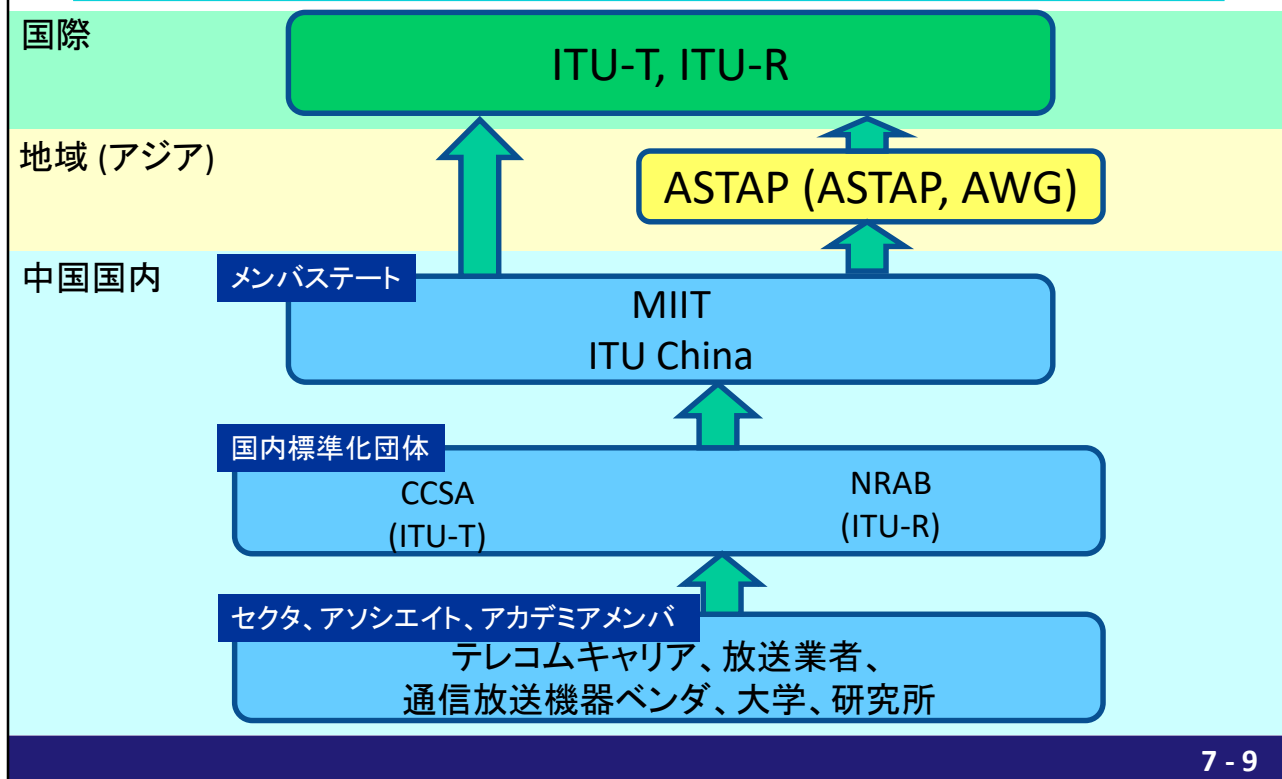 国際
ITU-T, ITU-R
地域 (アジア)
ASTAP (ASTAP, AWG)
中国国内
メンバステート
MIIT
ITU China
国内標準化団体
CCSA
(ITU-T)
NRAB
(ITU-R)
セクタ、アソシエイト、アカデミアメンバ
テレコムキャリア、放送業者、
通信放送機器ベンダ、大学、研究所
7 - 9